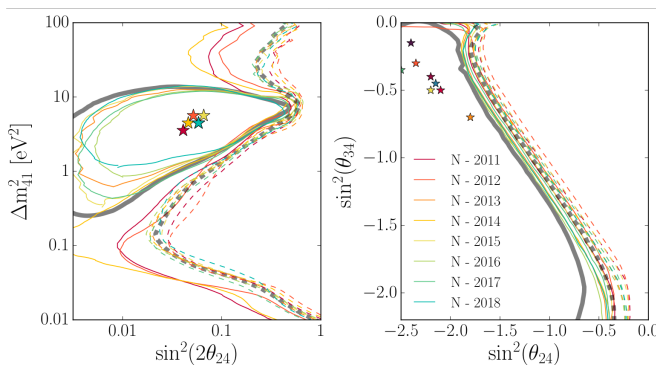 100
10
1
0.1
0.01
0.01
0.1
1
Δm²₄₁ [eV²]
sin²(2θ₂₄)
0.0
−0.5
−1.0
−1.5
−2.0
−2.5
−2.0
−1.5
−1.0
−0.5
0.0
sin²(θ₃₄)
sin²(θ₂₄)
N - 2011
N - 2012
N - 2013
N - 2014
N - 2015
N - 2016
N - 2017
N - 2018